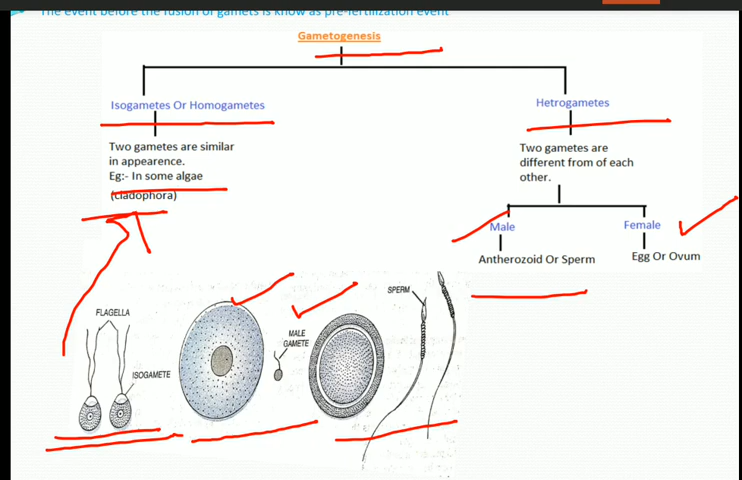 The event before the fusion of gamets is know as pre-fertilization event
Gametogenesis
Isogametes Or Homogametes
Hetrogametes
Two gametes are similar
in appearence.
Eg:- In some algae
(cladophora)
Two gametes are
different from of each
other.
Male
Female
Antherozoid Or Sperm
Egg Or Ovum
FLAGELLA
ISOGAMETE
MALE
GAMETE
SPERM